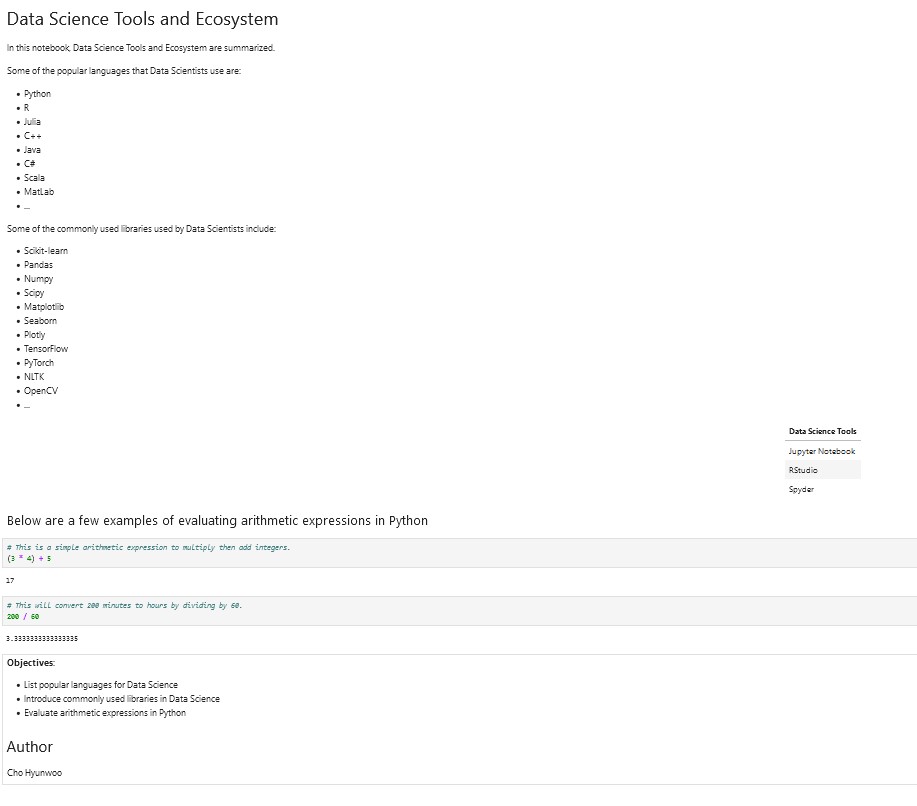 Data Science Tools and Ecosystem
In this notebook, Data Science Tools and Ecosystem are summarized.
Some of the popular languages that Data Scientists use are:
• Python
• R
• Julia
• C++
• Java
• C#
• Scala
• MatLab
• ...
Some of the commonly used libraries used by Data Scientists include:
• Scikit-learn
• Pandas
• Numpy
• Scipy
• Matplotlib
• Seaborn
• Plotly
• TensorFlow
• PyTorch
• NLTK
• OpenCV
• ...
Data Science Tools
Jupyter Notebook
RStudio
Spyder
Below are a few examples of evaluating arithmetic expressions in Python
# This is a simple arithmetic expression to multiply then add integers.
(3 * 4) + 5
17
# This will convert 200 minutes to hours by dividing by 60.
200 / 60
3.3333333333333335
Objectives:
• List popular languages for Data Science
• Introduce commonly used libraries in Data Science
• Evaluate arithmetic expressions in Python
Author
Cho Hyunwoo